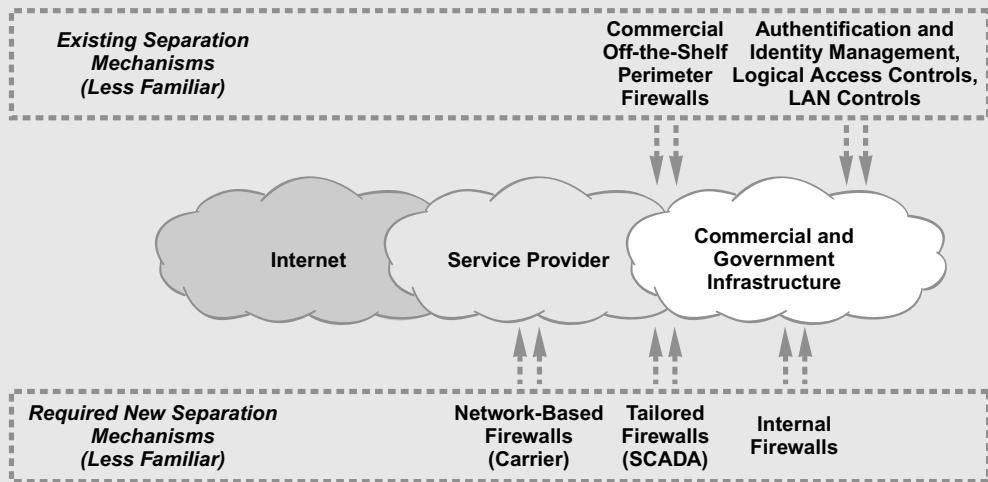 Existing Separation
Mechanisms
(Less Familiar)
Commercial
Off-the-Shelf
Perimeter
Firewalls
Authentification and
Identity Management,
Logical Access Controls,
LAN Controls
Internet
Service Provider
Commercial and
Government
Infrastructure
Required New Separation
Mechanisms
(Less Familiar)
Network-Based
Firewalls
(Carrier)
Tailored
Firewalls
(SCADA)
Internal
Firewalls